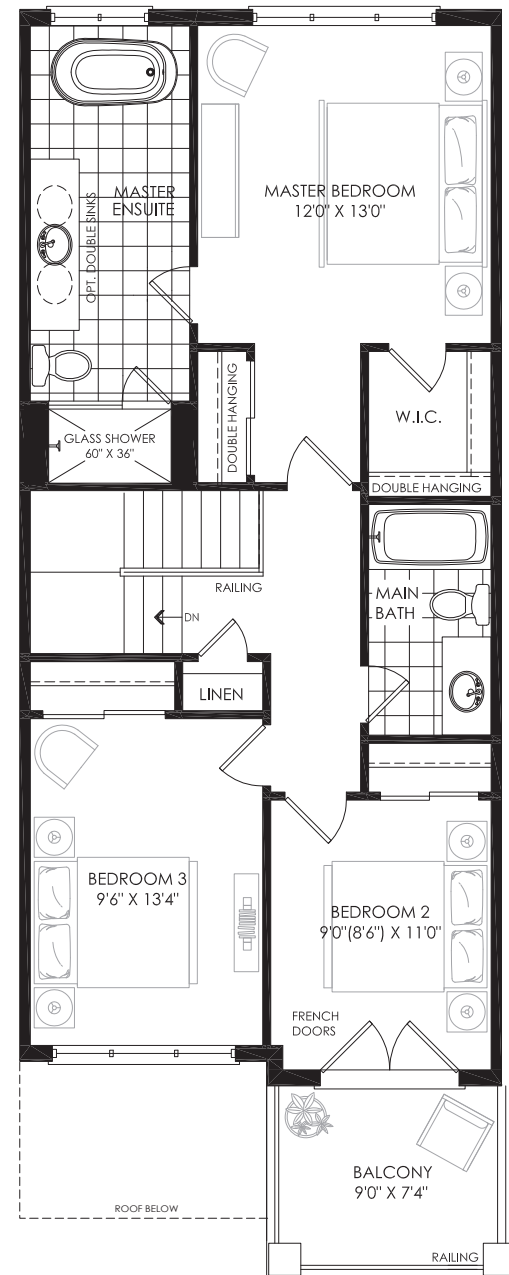 MASTER
ENSUITE
OPT. DOUBLE SINKS
MASTER BEDROOM
12'0" X 13'0"
GLASS SHOWER
60" X 36"
DOUBLE HANGING
W.I.C.
DOUBLE HANGING
RAILING
DN
MAIN
BATH
LINEN
BEDROOM 3
9'6" X 13'4"
BEDROOM 2
9'0"(8'6") X 11'0"
FRENCH
DOORS
BALCONY
9'0" X 7'4"
ROOF BELOW
RAILING